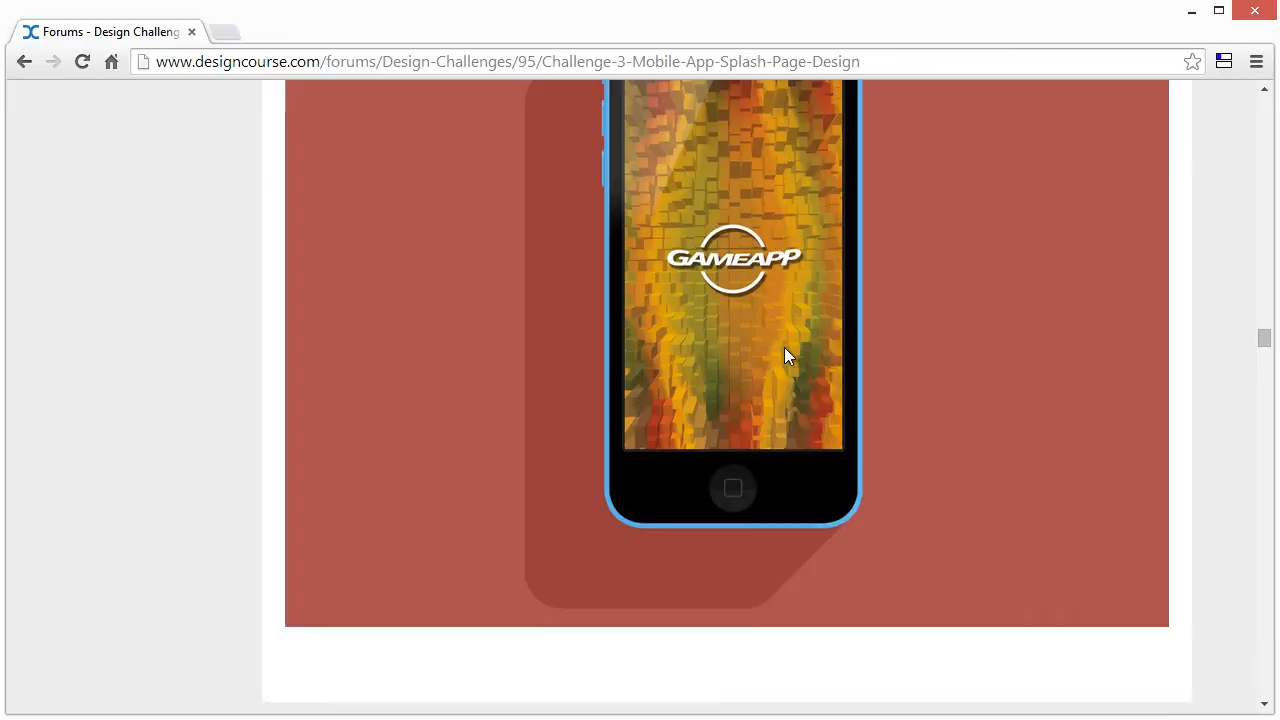 Forums - Design Challeng
www.designcourse.com/forums/Design-Challenges/95/Challenge-3-Mobile-App-Splash-Page-Design
GAMEAPP